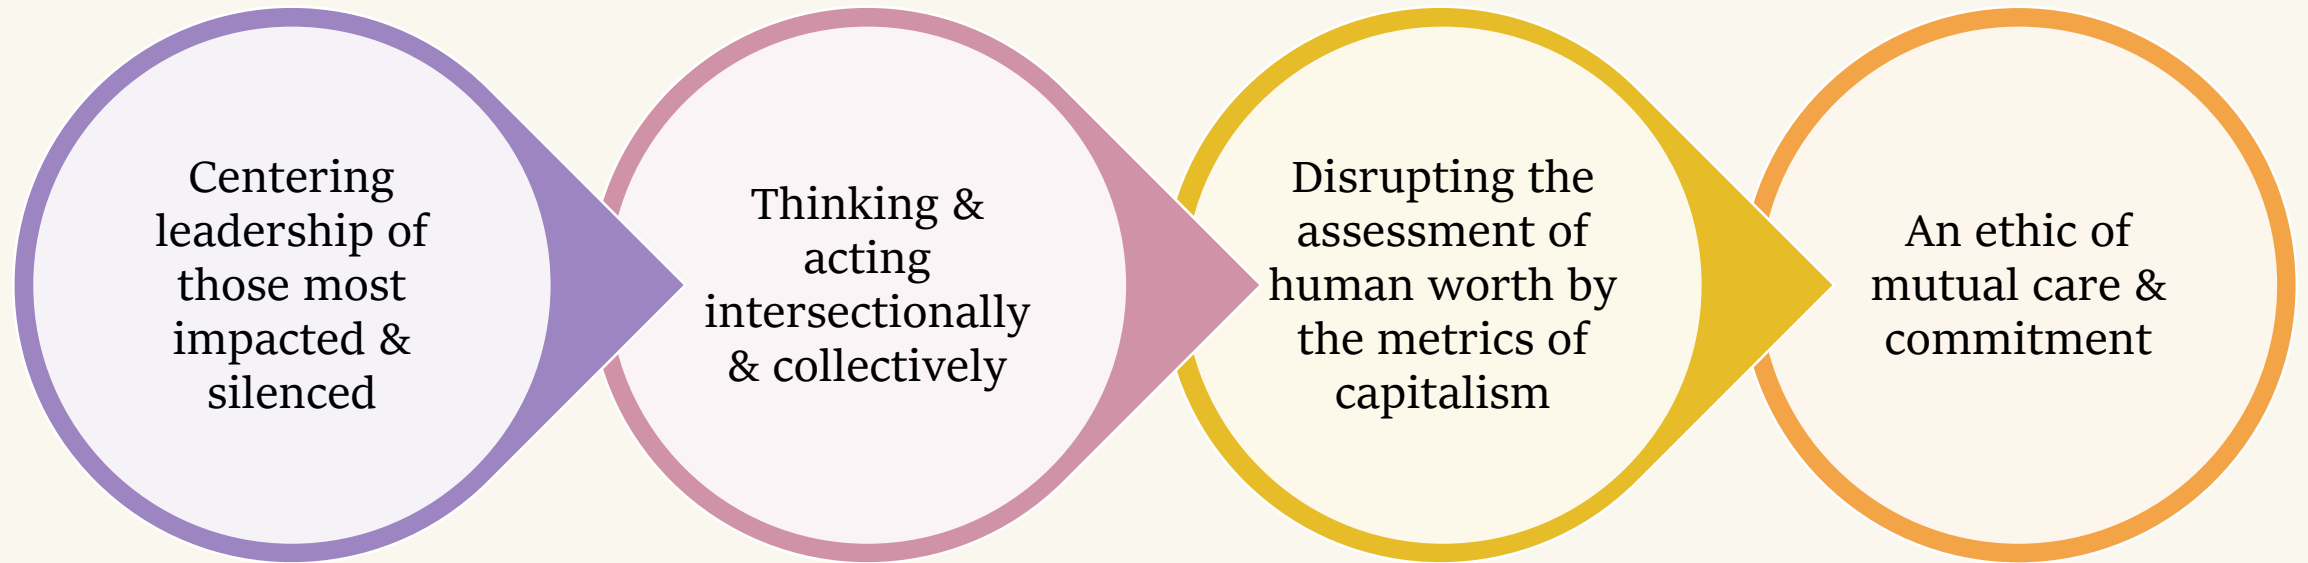 Centering
leadership of
those most
impacted &
silenced
Thinking &
acting
intersectionally
& collectively
Disrupting the
assessment of
human worth by
the metrics of
capitalism
An ethic of
mutual care &
commitment